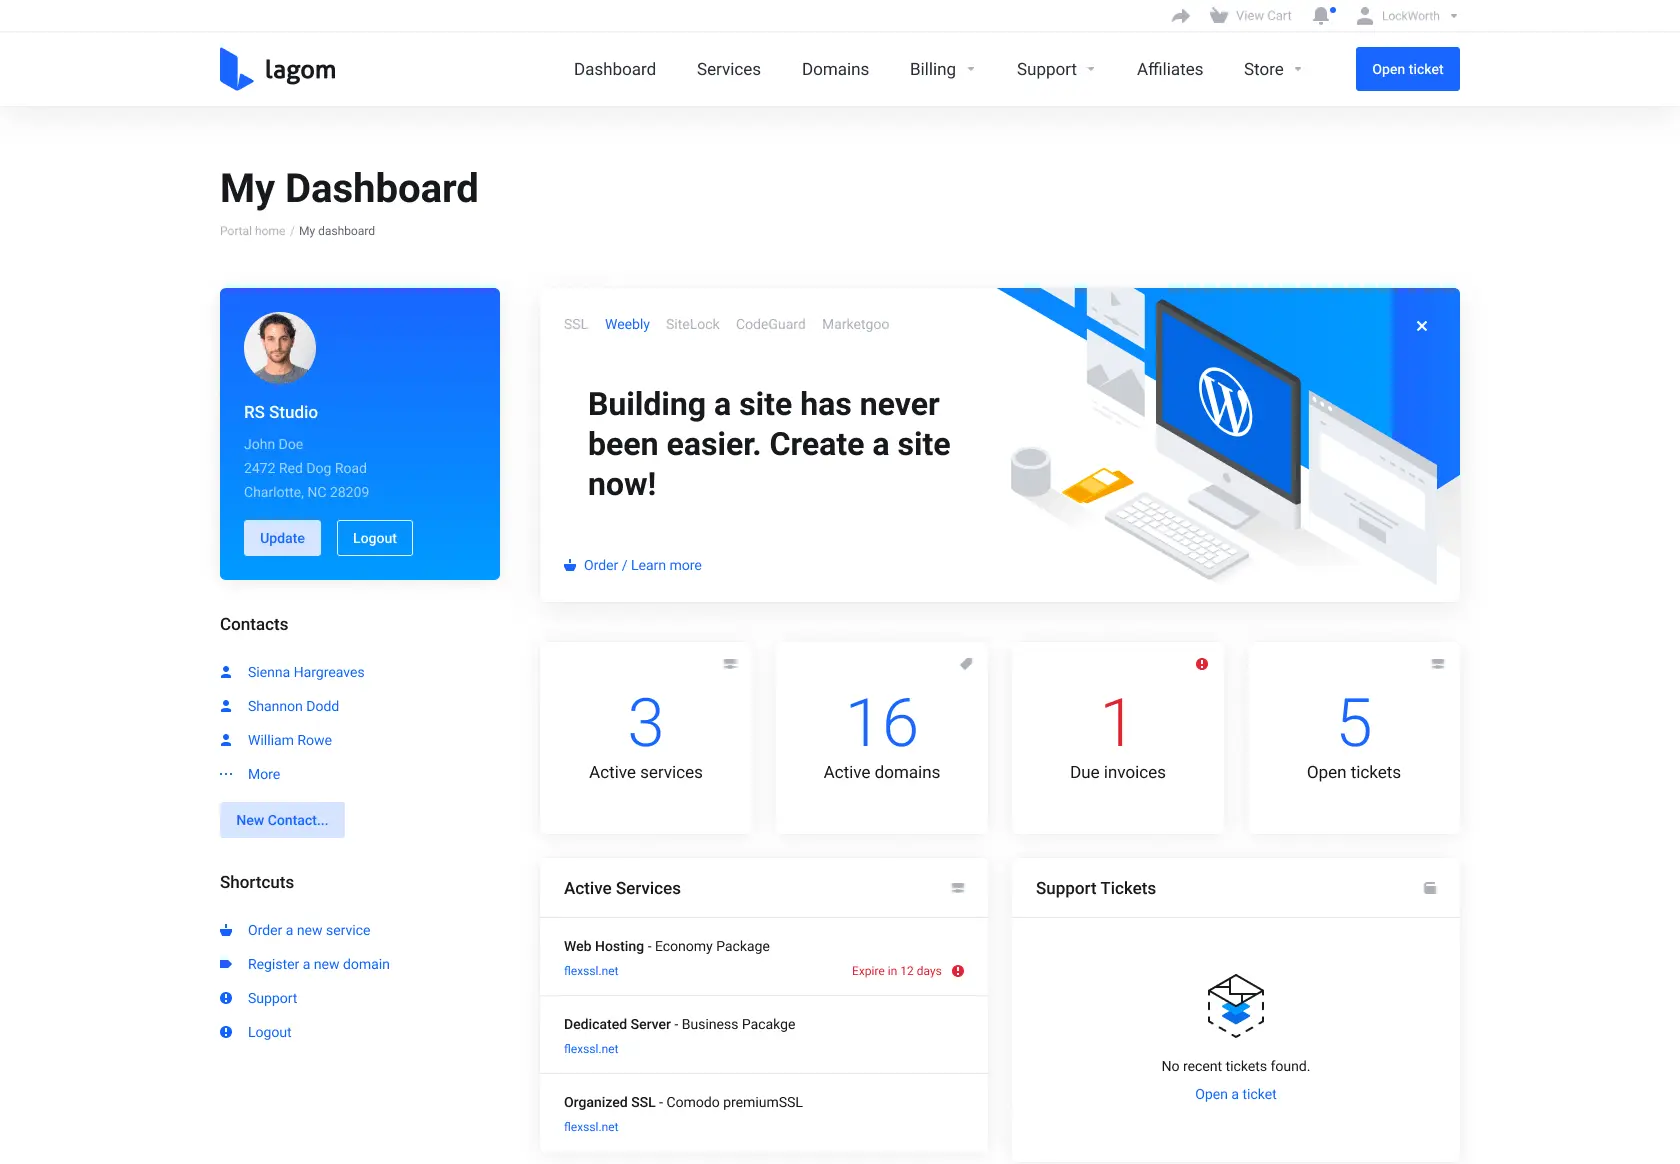 View Cart
LockWorth
lagom
Dashboard
Services
Domains
Billing
Support
Affiliates
Store
Open ticket
My Dashboard
Portal home / My dashboard
RS Studio
John Doe
2472 Red Dog Road
Charlotte, NC 28209
Update
Logout
Contacts
Sienna Hargreaves
Shannon Dodd
William Rowe
More
New Contact...
Shortcuts
Order a new service
Register a new domain
Support
Logout
SSL
Weebly
SiteLock
CodeGuard
Marketgoo
Building a site has never
been easier. Create a site
now!
Order / Learn more
3
Active services
16
Active domains
1
Due invoices
5
Open tickets
Active Services
Web Hosting - Economy Package
flexssl.net
Expire in 12 days
Dedicated Server - Business Pacakge
flexssl.net
Organized SSL - Comodo premiumSSL
flexssl.net
Support Tickets
No recent tickets found.
Open a ticket